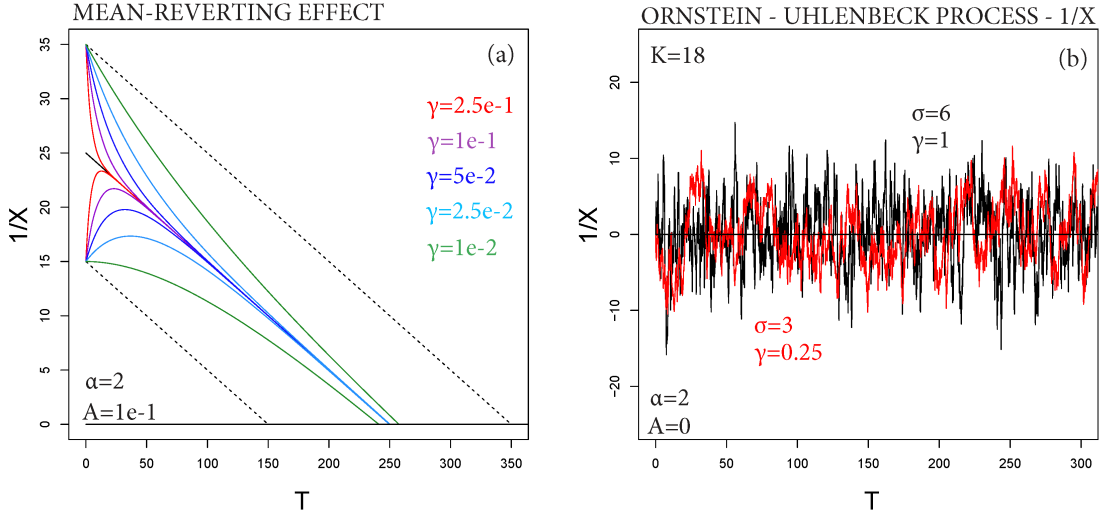 MEAN-REVERTING EFFECT
(a)
γ=2.5e-1
γ=1e-1
γ=5e-2
γ=2.5e-2
γ=1e-2
α=2
A=1e-1
1/X
35
30
25
20
15
10
5
0
0 50 100 150 200 250 300 350
T
ORNSTEIN - UHLENBECK PROCESS - 1/X
K=18
(b)
σ=6
γ=1
σ=3
γ=0.25
α=2
A=0
1/X
20
10
0
-10
-20
0 50 100 150 200 250 300
T